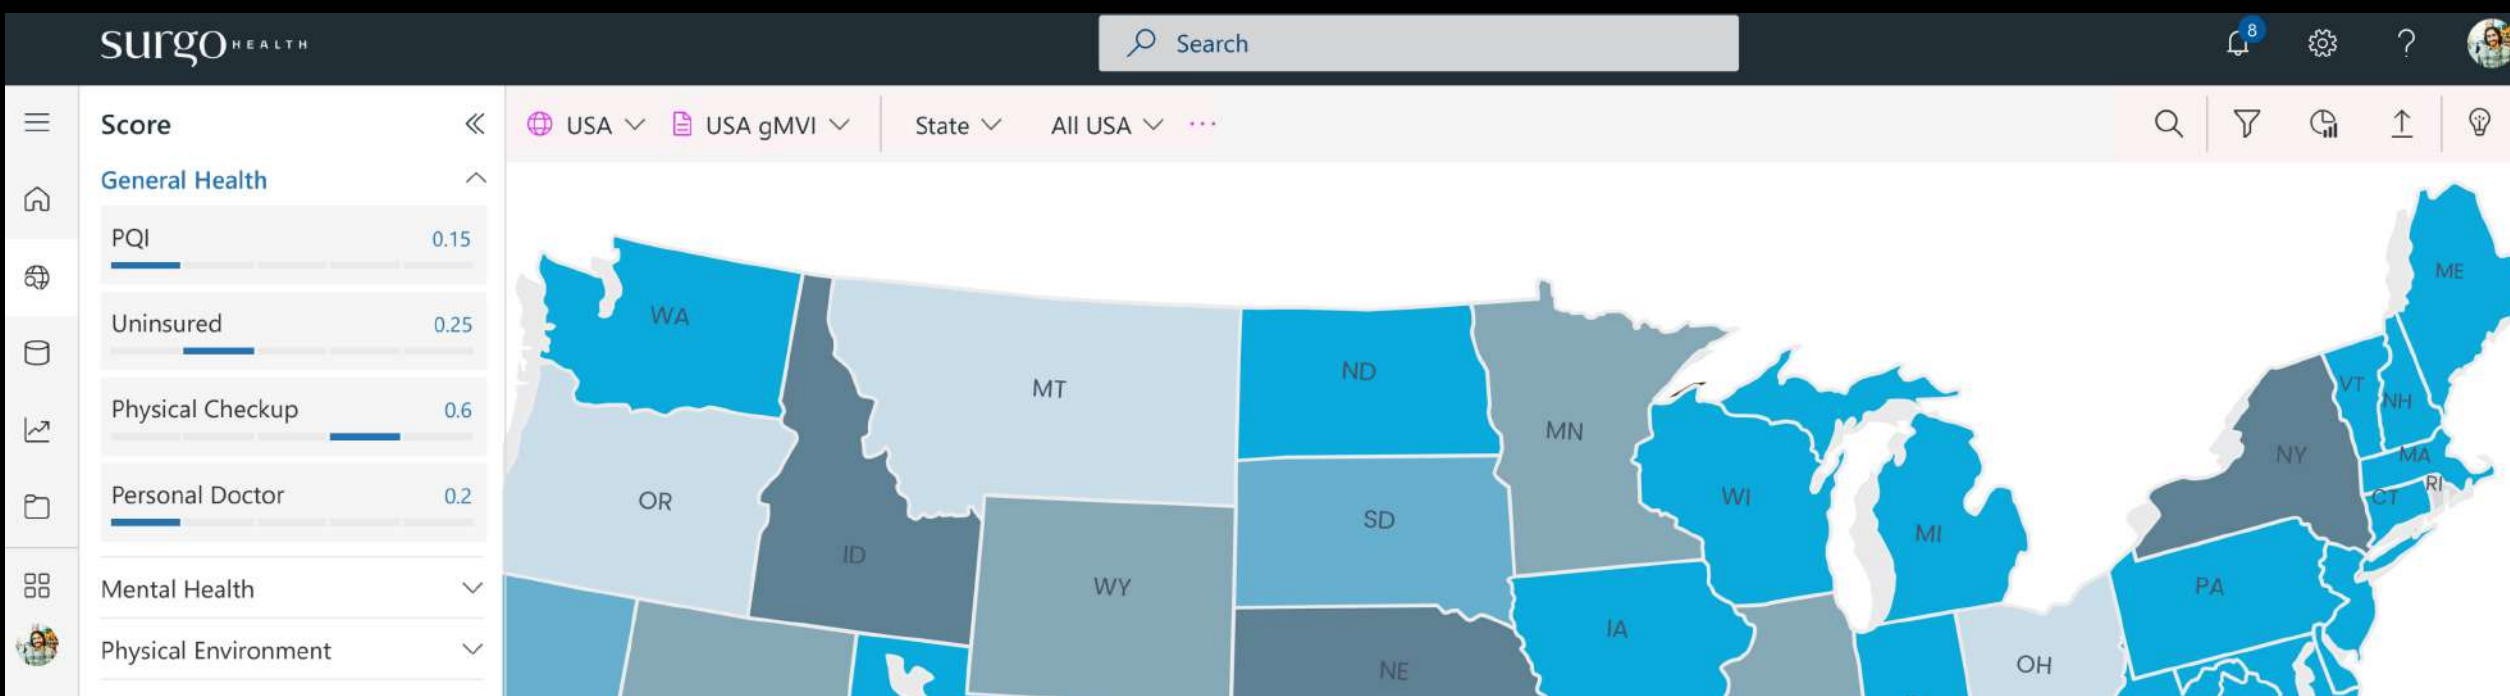 surgo HEALTH
Search
8
Score
USA
USA gMVI
State
All USA
General Health
PQI 0.15
Uninsured 0.25
Physical Checkup 0.6
Personal Doctor 0.2
Mental Health
Physical Environment
WA
MT
ND
MN
ME
VT
NH
NY
MA
RI
CT
OR
ID
WY
SD
WI
MI
PA
IA
NE
OH